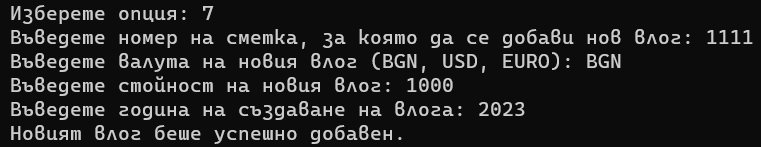 Изберете опция: 7
Въведете номер на сметка, за която да се добави нов влог: 1111
Въведете валута на новия влог (BGN, USD, EURO): BGN
Въведете стойност на новия влог: 1000
Въведете година на създаване на влога: 2023
Новият влог беше успешно добавен.